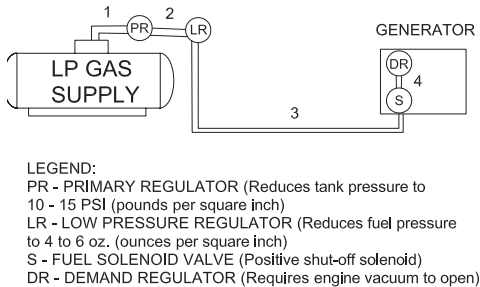 1
2
PR
LR
GENERATOR
LP GAS
SUPPLY
DR
4
S
3
LEGEND:
PR - PRIMARY REGULATOR (Reduces tank pressure to
10 - 15 PSI (pounds per square inch)
LR - LOW PRESSURE REGULATOR (Reduces fuel pressure
to 4 to 6 oz. (ounces per square inch)
S - FUEL SOLENOID VALVE (Positive shut-off solenoid)
DR - DEMAND REGULATOR (Requires engine vacuum to open)